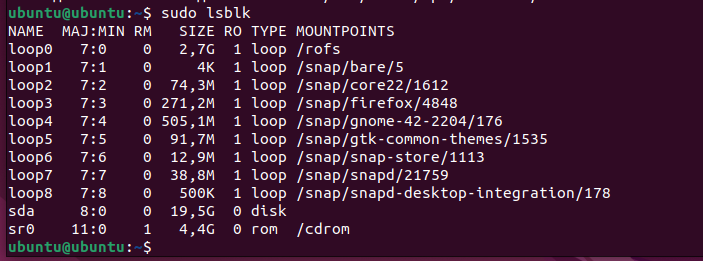 ubuntu@ubuntu:~$ sudo lsblk
NAME MAJ:MIN RM SIZE RO TYPE MOUNTPOINTS
loop0 7:0 0 2,7G 1 loop /rofs
loop1 7:1 0 4K 1 loop /snap/bare/5
loop2 7:2 0 74,3M 1 loop /snap/core22/1612
loop3 7:3 0 271,2M 1 loop /snap/firefox/4848
loop4 7:4 0 505,1M 1 loop /snap/gnome-42-2204/176
loop5 7:5 0 91,7M 1 loop /snap/gtk-common-themes/1535
loop6 7:6 0 12,9M 1 loop /snap/snap-store/1113
loop7 7:7 0 38,8M 1 loop /snap/snapd/21759
loop8 7:8 0 500K 1 loop /snap/snapd-desktop-integration/178
sda 8:0 0 19,5G 0 disk
sr0 11:0 1 4,4G 0 rom /cdrom
ubuntu@ubuntu:~$